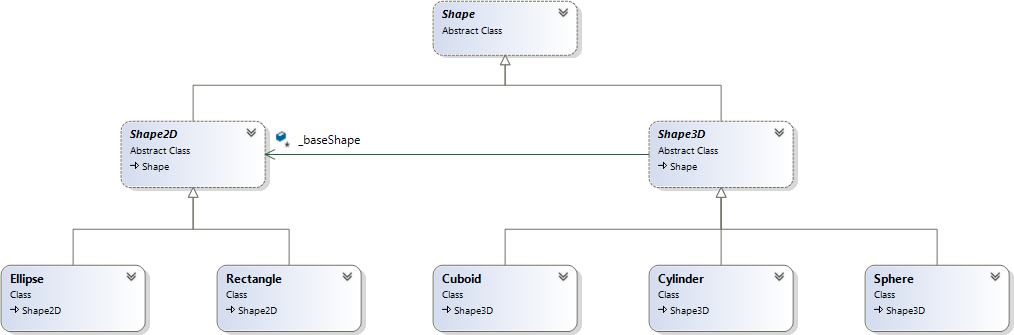 Shape
Abstract Class
Shape2D
Abstract Class
Shape
_baseShape
Shape3D
Abstract Class
Shape
Ellipse
Class
Shape2D
Rectangle
Class
Shape2D
Cuboid
Class
Shape3D
Cylinder
Class
Shape3D
Sphere
Class
Shape3D